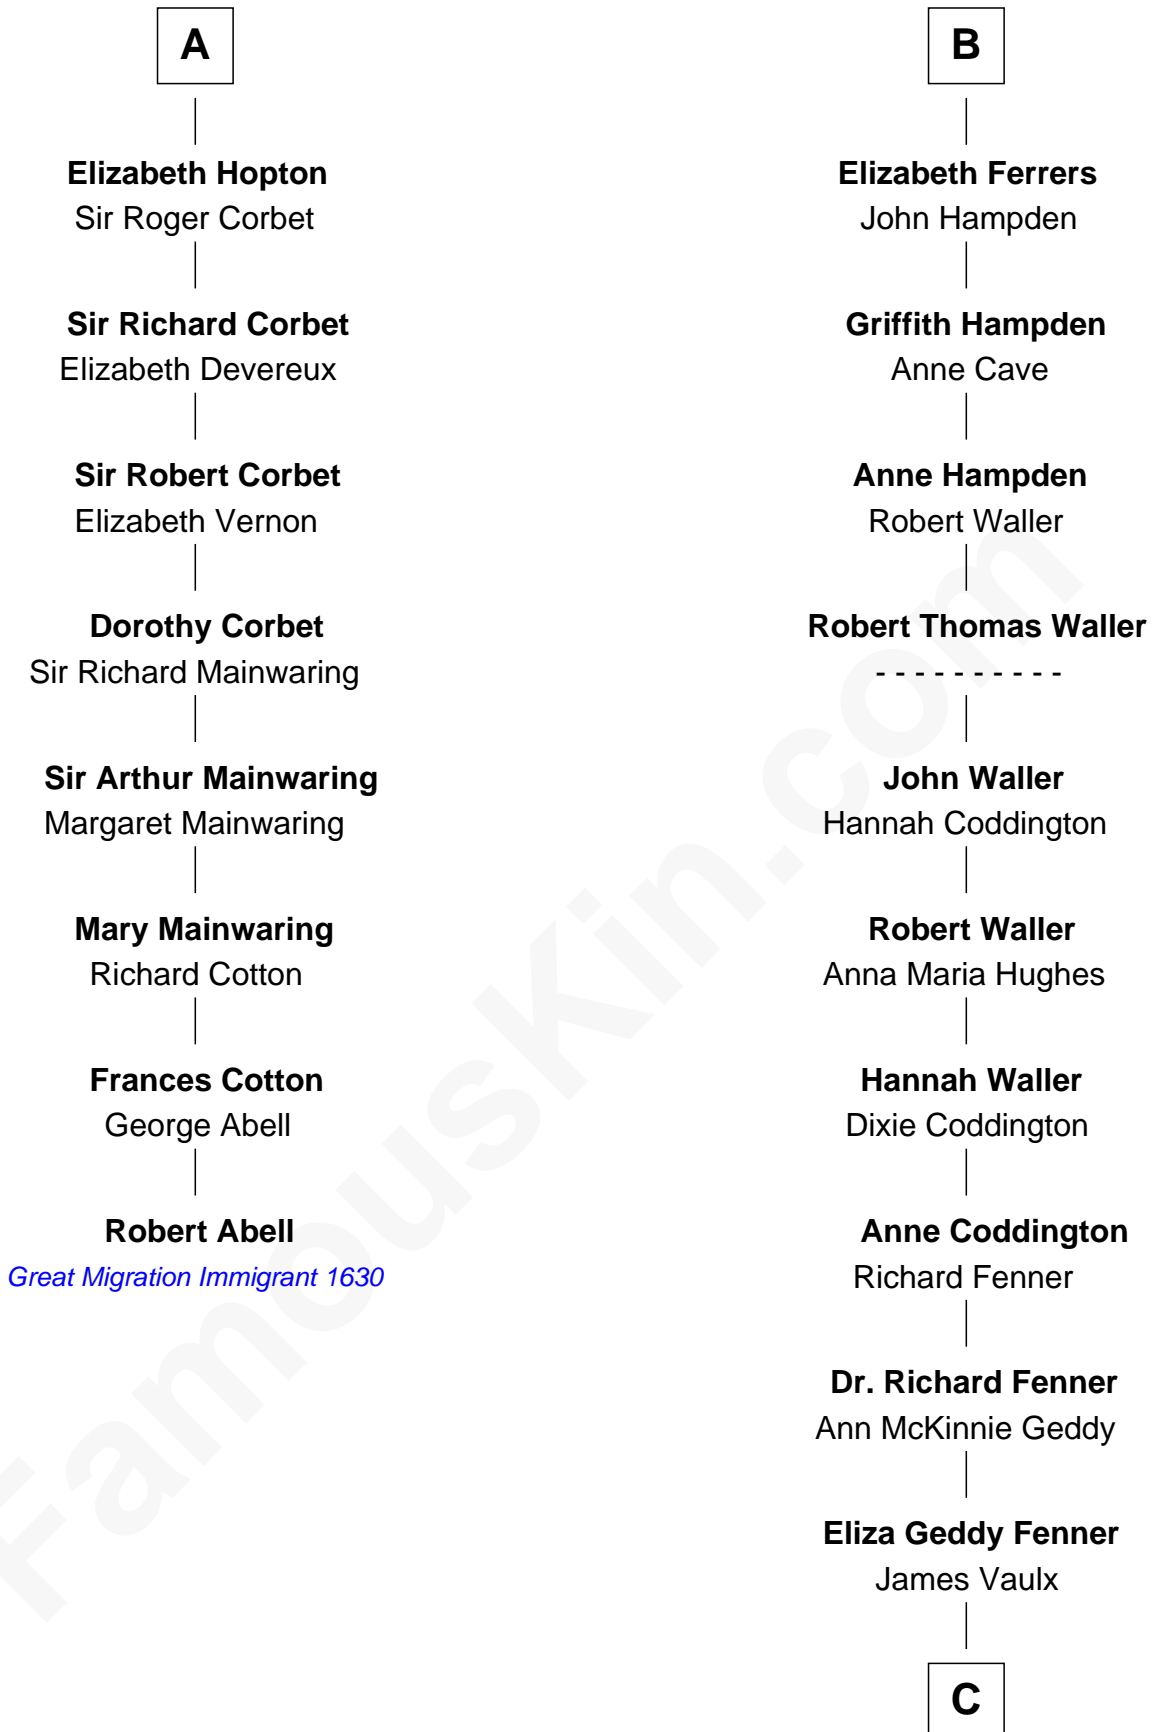 A
Elizabeth Hopton
Sir Roger Corbet
Sir Richard Corbet
Elizabeth Devereux
Sir Robert Corbet
Elizabeth Vernon
Dorothy Corbet
Sir Richard Mainwaring
Sir Arthur Mainwaring
Margaret Mainwaring
Mary Mainwaring
Richard Cotton
Frances Cotton
George Abell
Robert Abell
Great Migration Immigrant 1630
B
Elizabeth Ferrers
John Hampden
Griffith Hampden
Anne Cave
Anne Hampden
Robert Waller
Robert Thomas Waller
- - - - - - - - - -
John Waller
Hannah Coddington
Robert Waller
Anna Maria Hughes
Hannah Waller
Dixie Coddington
Anne Coddington
Richard Fenner
Dr. Richard Fenner
Ann McKinnie Geddy
Eliza Geddy Fenner
James Vaulx
C
FamousKin.com